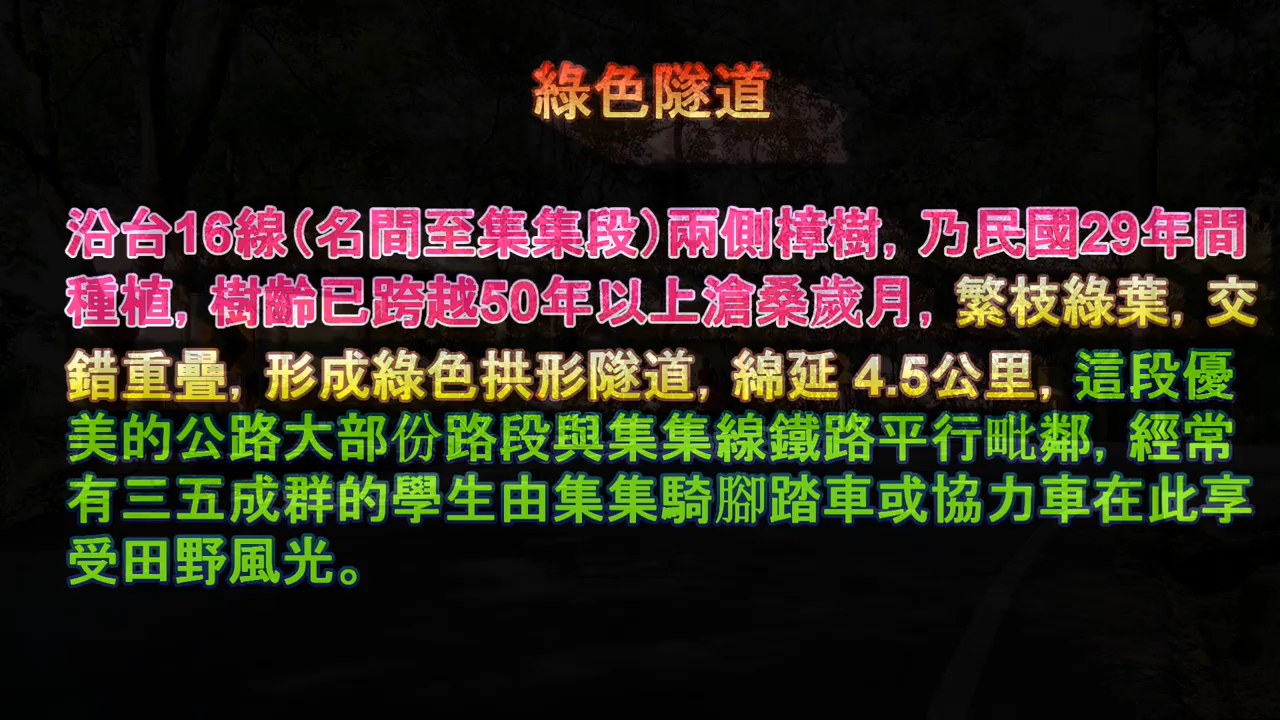 綠色隧道
沿台16線(名間至集集段)兩側樟樹, 乃民國29年間
種植, 樹齡已跨越50年以上滄桑歲月, 繁枝綠葉, 交
錯重疊, 形成綠色拱形隧道, 綿延 4.5公里, 這段優
美的公路大部份路段與集集線鐵路平行毗鄰, 經常
有三五成群的學生由集集騎腳踏車或協力車在此享
受田野風光。